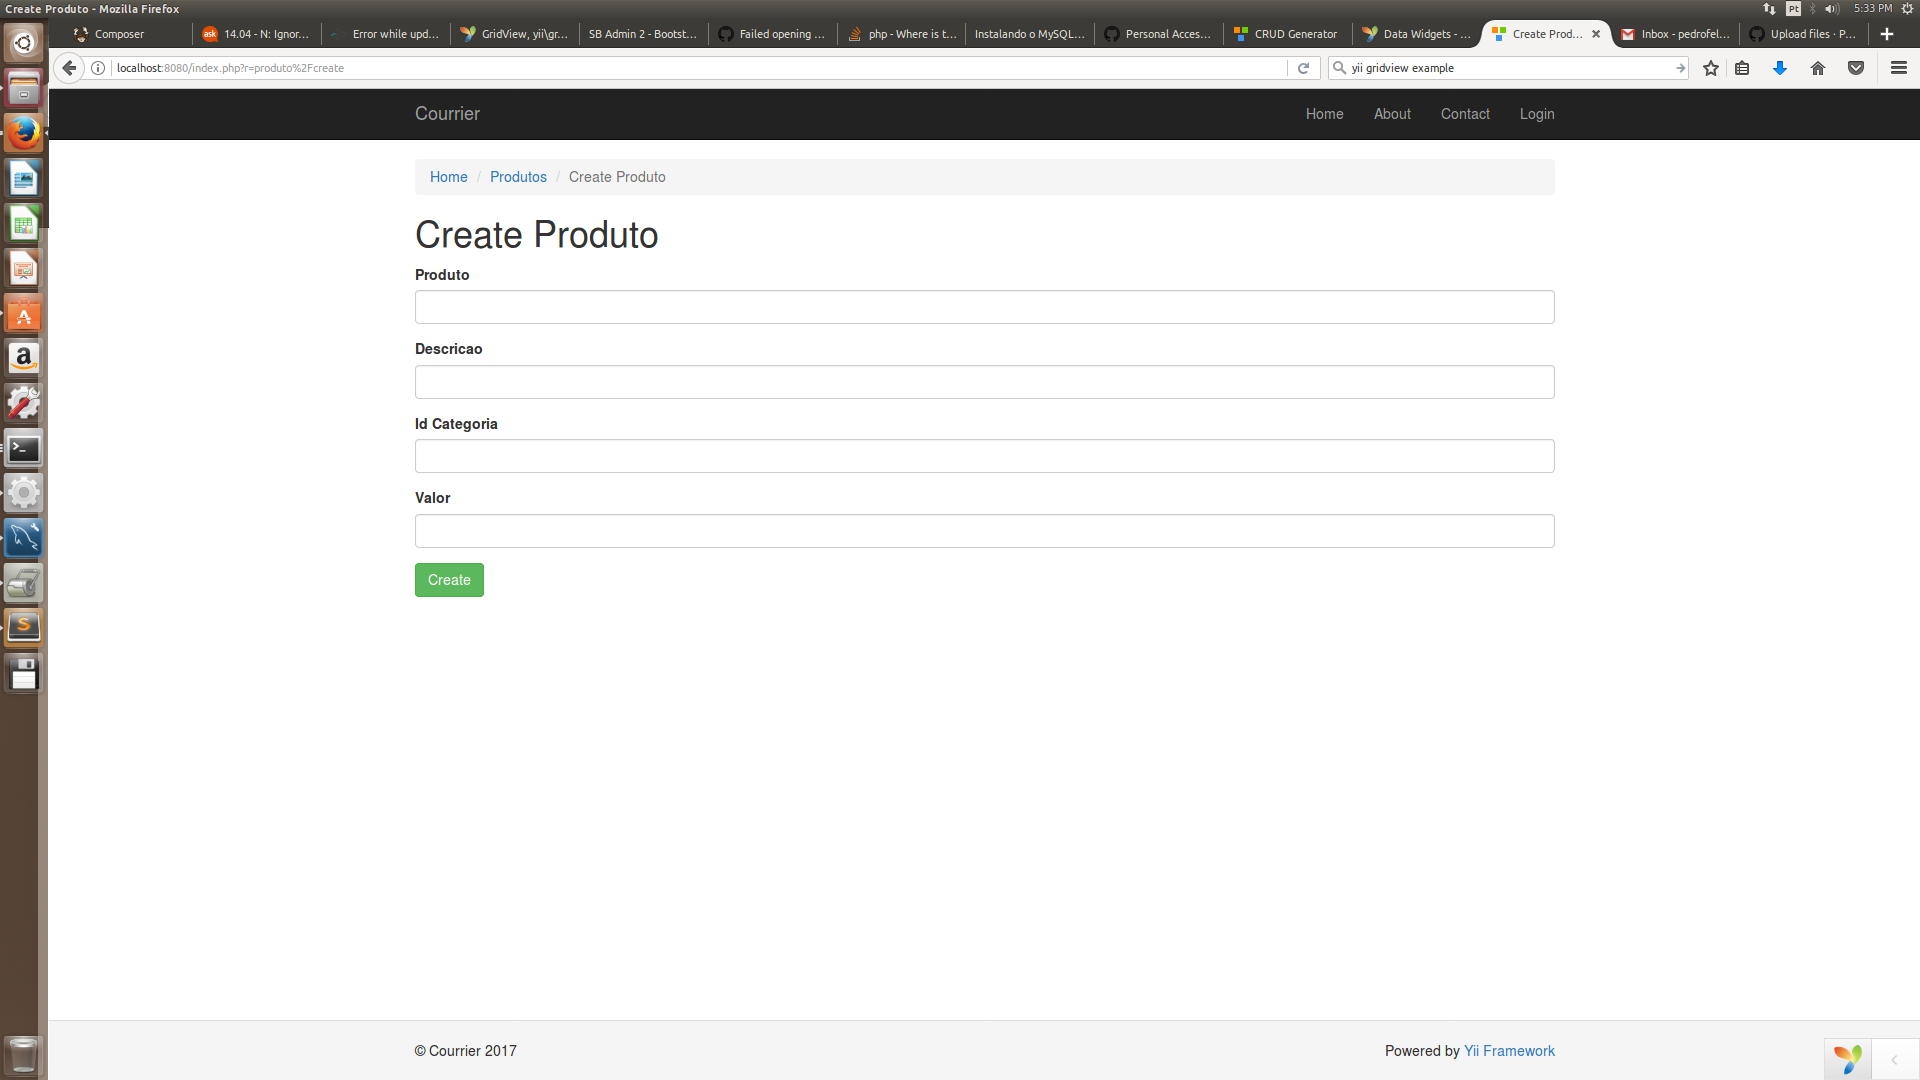 Create Produto - Mozilla Firefox
Pt
5:33 PM
Composer
14.04 - N: Ignor...
Error while upd...
GridView, yii\gr...
SB Admin 2 - Bootst...
Failed opening ...
php - Where is t...
Instalando o MySQL...
Personal Acces...
CRUD Generator
Data Widgets - ...
Create Prod...
Inbox - pedrofel...
Upload files · P...
localhost:8080/index.php?r=produto%2Fcreate
yii gridview example
Courrier
Home
About
Contact
Login
Home / Produtos / Create Produto
Create Produto
Produto
Descricao
Id Categoria
Valor
Create
© Courrier 2017
Powered by Yii Framework